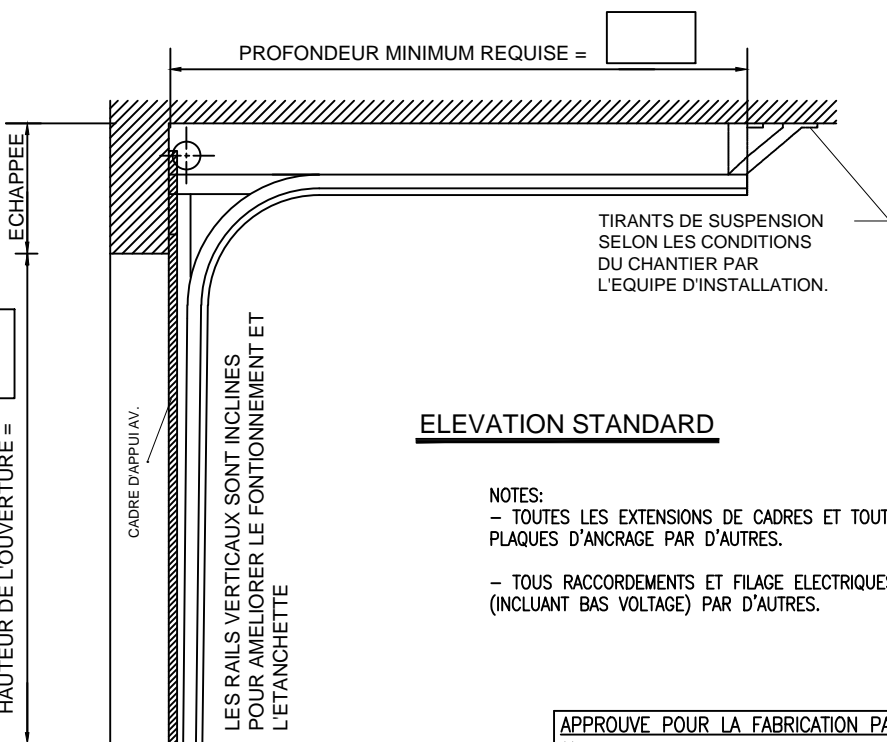 PROFONDEUR MINIMUM REQUISE =
ECHAPPEE
TIRANTS DE SUSPENSION
SELON LES CONDITIONS
DU CHANTIER PAR
L'EQUIPE D'INSTALLATION.
HAUTEUR DE L'OUVERTURE =
CADRE D'APPUI AV.
LES RAILS VERTICAUX SONT INCLINES
POUR AMELIORER LE FONTIONNEMENT ET
L'ETANCHETTE
ELEVATION STANDARD
NOTES:
– TOUTES LES EXTENSIONS DE CADRES ET TOUT
PLAQUES D'ANCRAGE PAR D'AUTRES.
– TOUS RACCORDEMENTS ET FILAGE ELECTRIQUES
(INCLUANT BAS VOLTAGE) PAR D'AUTRES.
APPROUVE POUR LA FABRICATION PA